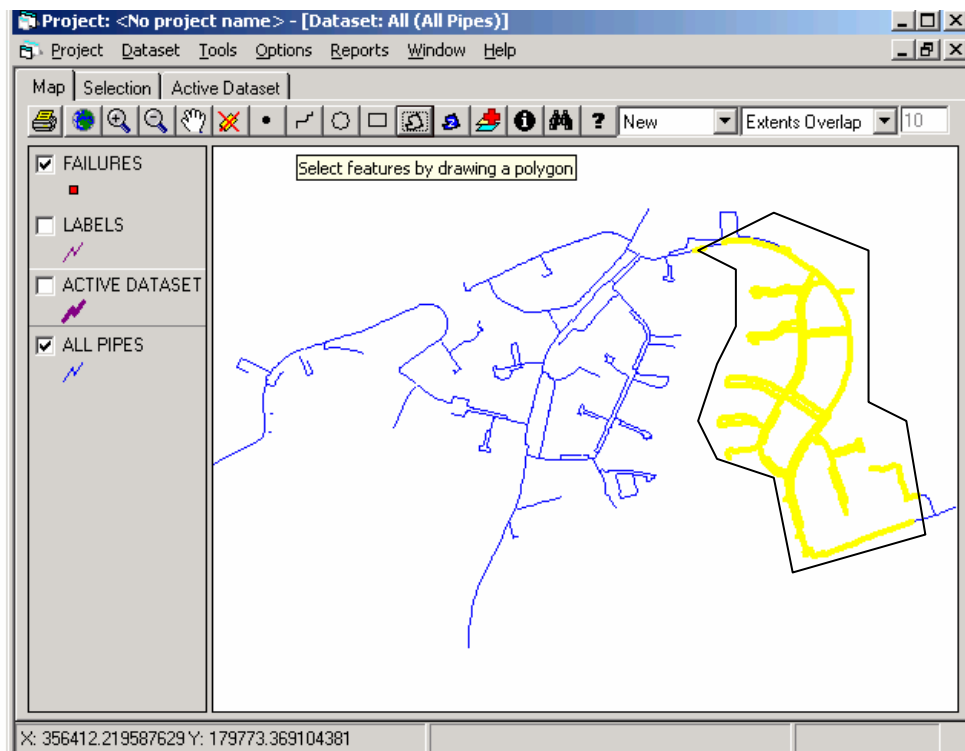 Project: <No project name> - [Dataset: All (All Pipes)]
Project Dataset Tools Options Reports Window Help
Map Selection Active Dataset
? New Extents Overlap 10
FAILURES
Select features by drawing a polygon
LABELS
ACTIVE DATASET
ALL PIPES
X: 356412.219587629 Y: 179773.369104381